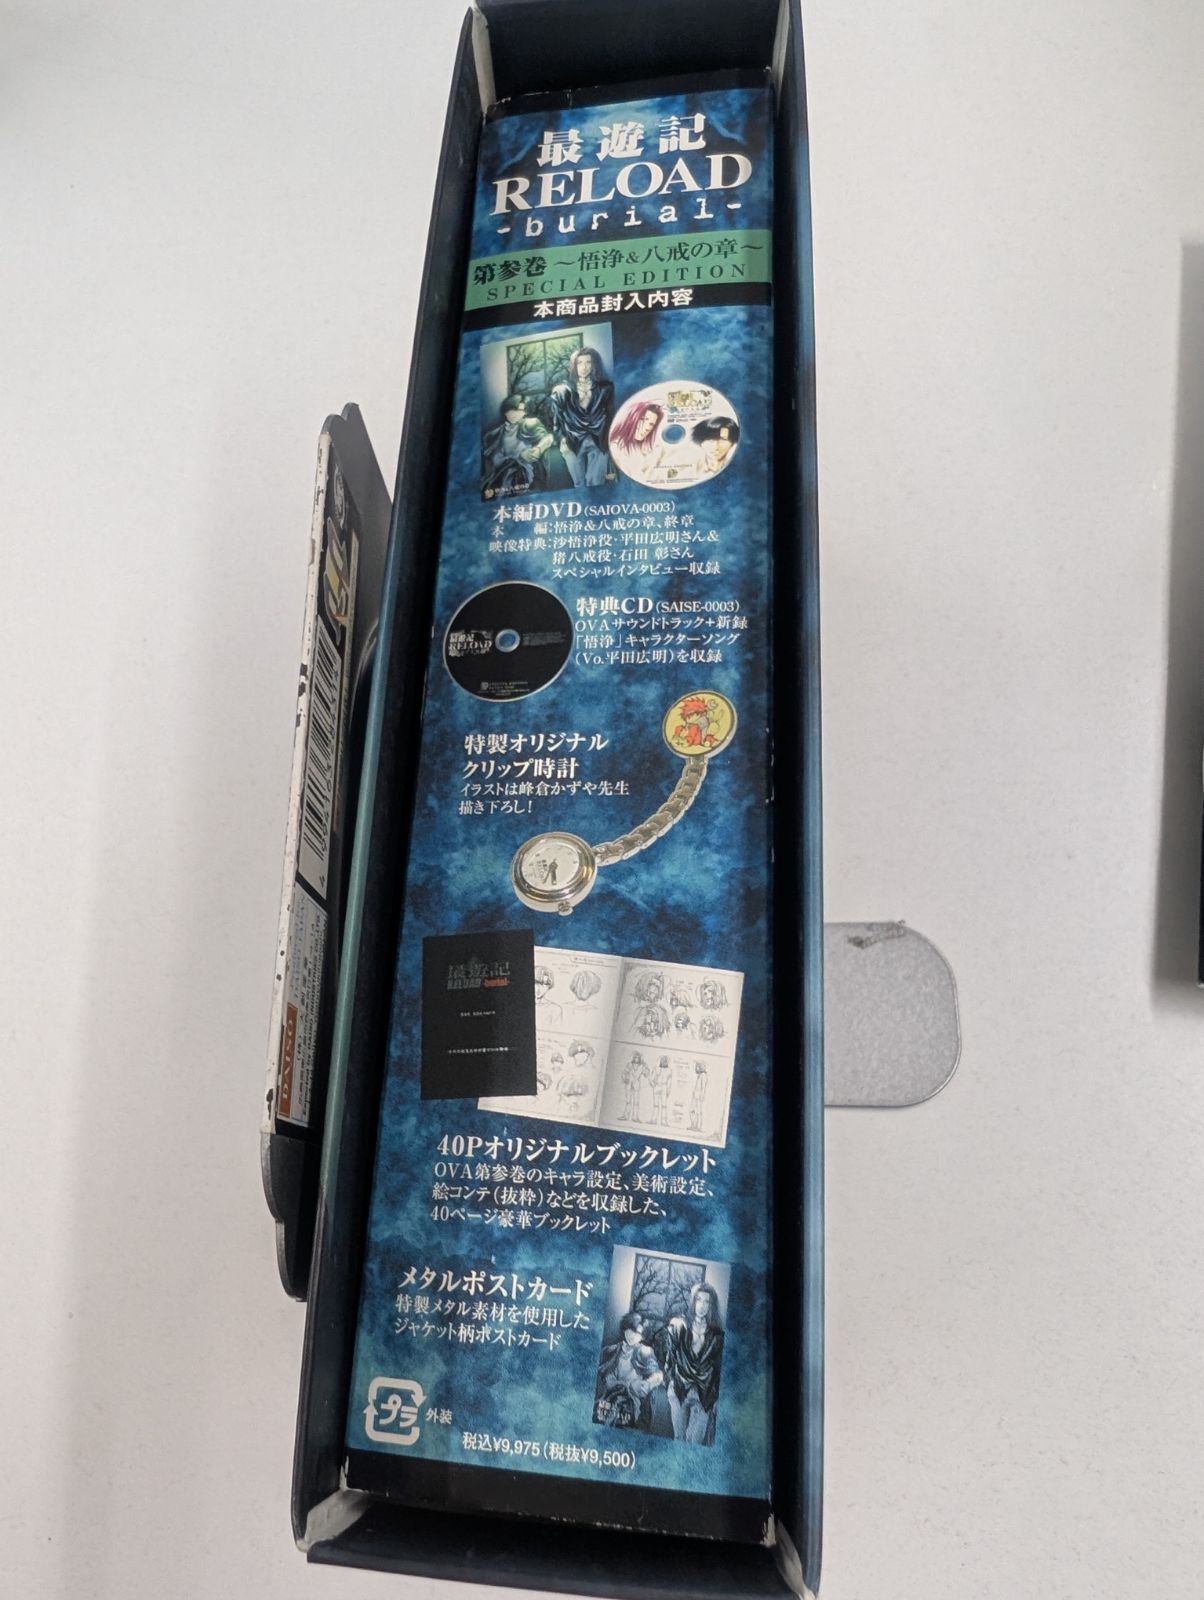 最遊記
RELOAD
-burial-
第参巻 ～悟浄&八戒の章～
SPECIAL EDITION
本商品封入内容
本編DVD(SAIOVA-0003)
本 編:悟浄&八戒の章、終章
映像特典:沙悟浄役・平田広明さん&
猪八戒役・石田 彰さん
スペシャルインタビュー収録
特典CD(SAISE-0003)
OVAサウンドトラック+新録
「悟浄」キャラクターソング
(Vo.平田広明)を収録
最遊記
RELOAD
特製オリジナル
クリップ時計
イラストは峰倉かずや先生
描き下ろし!
最遊記
RELOAD -burial-
40Pオリジナルブックレット
OVA第参巻のキャラ設定、美術設定、
絵コンテ(抜粋)などを収録した、
40ページ豪華ブックレット
メタルポストカード
特製メタル素材を使用した
ジャケット柄ポストカード
プラ 外装
税込¥9,975(税抜¥9,500)